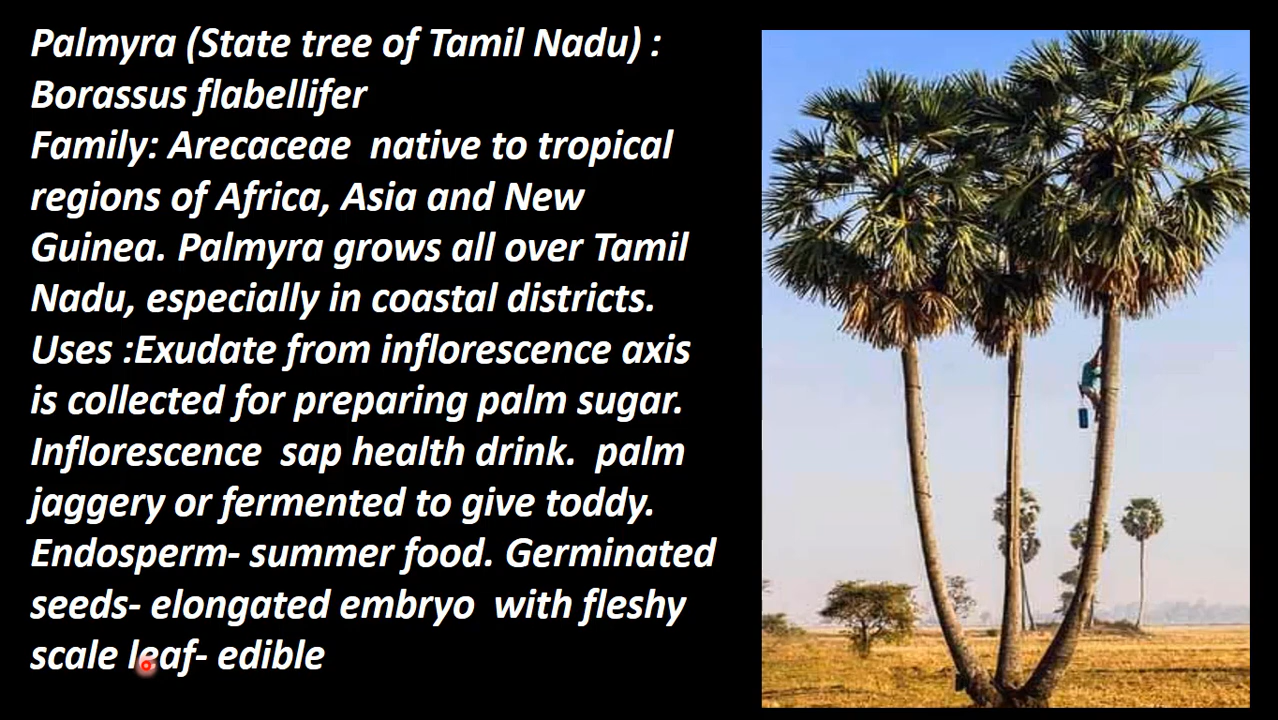 Palmyra (State tree of Tamil Nadu) :
Borassus flabellifer
Family: Arecaceae native to tropical
regions of Africa, Asia and New
Guinea. Palmyra grows all over Tamil
Nadu, especially in coastal districts.
Uses :Exudate from inflorescence axis
is collected for preparing palm sugar.
Inflorescence sap health drink. palm
jaggery or fermented to give toddy.
Endosperm- summer food. Germinated
seeds- elongated embryo with fleshy
scale leaf- edible